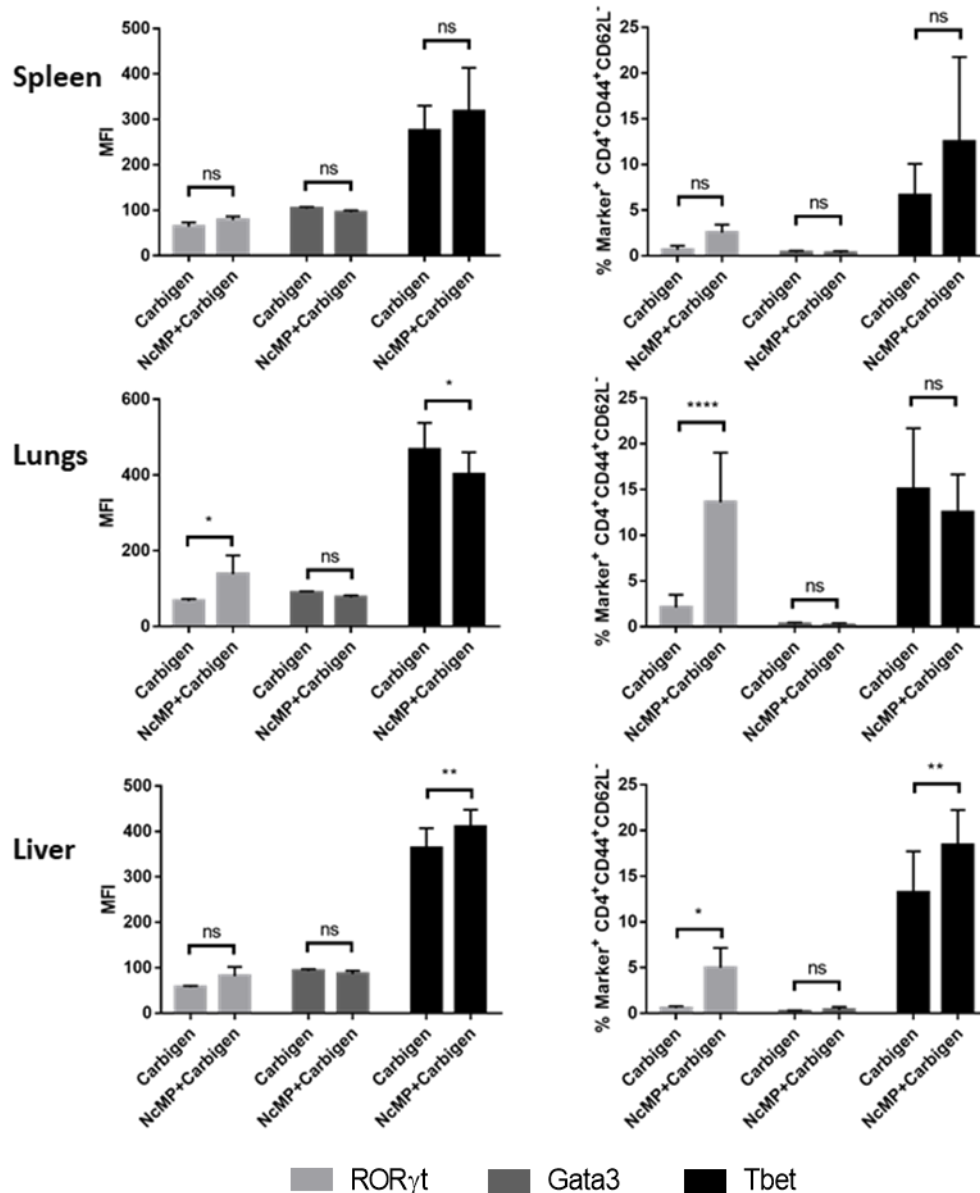 Spleen
MFI
500
400
300
200
100
0
ns
ns
ns
Carbigen
NcMP+Carbigen
Carbigen
NcMP+Carbigen
Carbigen
NcMP+Carbigen
% Marker⁺ CD4⁺CD44⁺CD62L⁻
25
20
15
10
5
0
ns
ns
ns
Carbigen
NcMP+Carbigen
Carbigen
NcMP+Carbigen
Carbigen
NcMP+Carbigen
Lungs
MFI
600
400
200
0
*
ns
*
Carbigen
NcMP+Carbigen
Carbigen
NcMP+Carbigen
Carbigen
NcMP+Carbigen
% Marker⁺ CD4⁺CD44⁺CD62L⁻
25
20
15
10
5
0
****
ns
ns
Carbigen
NcMP+Carbigen
Carbigen
NcMP+Carbigen
Carbigen
NcMP+Carbigen
Liver
MFI
500
400
300
200
100
0
ns
ns
**
Carbigen
NcMP+Carbigen
Carbigen
NcMP+Carbigen
Carbigen
NcMP+Carbigen
% Marker⁺ CD4⁺CD44⁺CD62L⁻
25
20
15
10
5
0
*
ns
**
Carbigen
NcMP+Carbigen
Carbigen
NcMP+Carbigen
Carbigen
NcMP+Carbigen
RORγt Gata3 Tbet